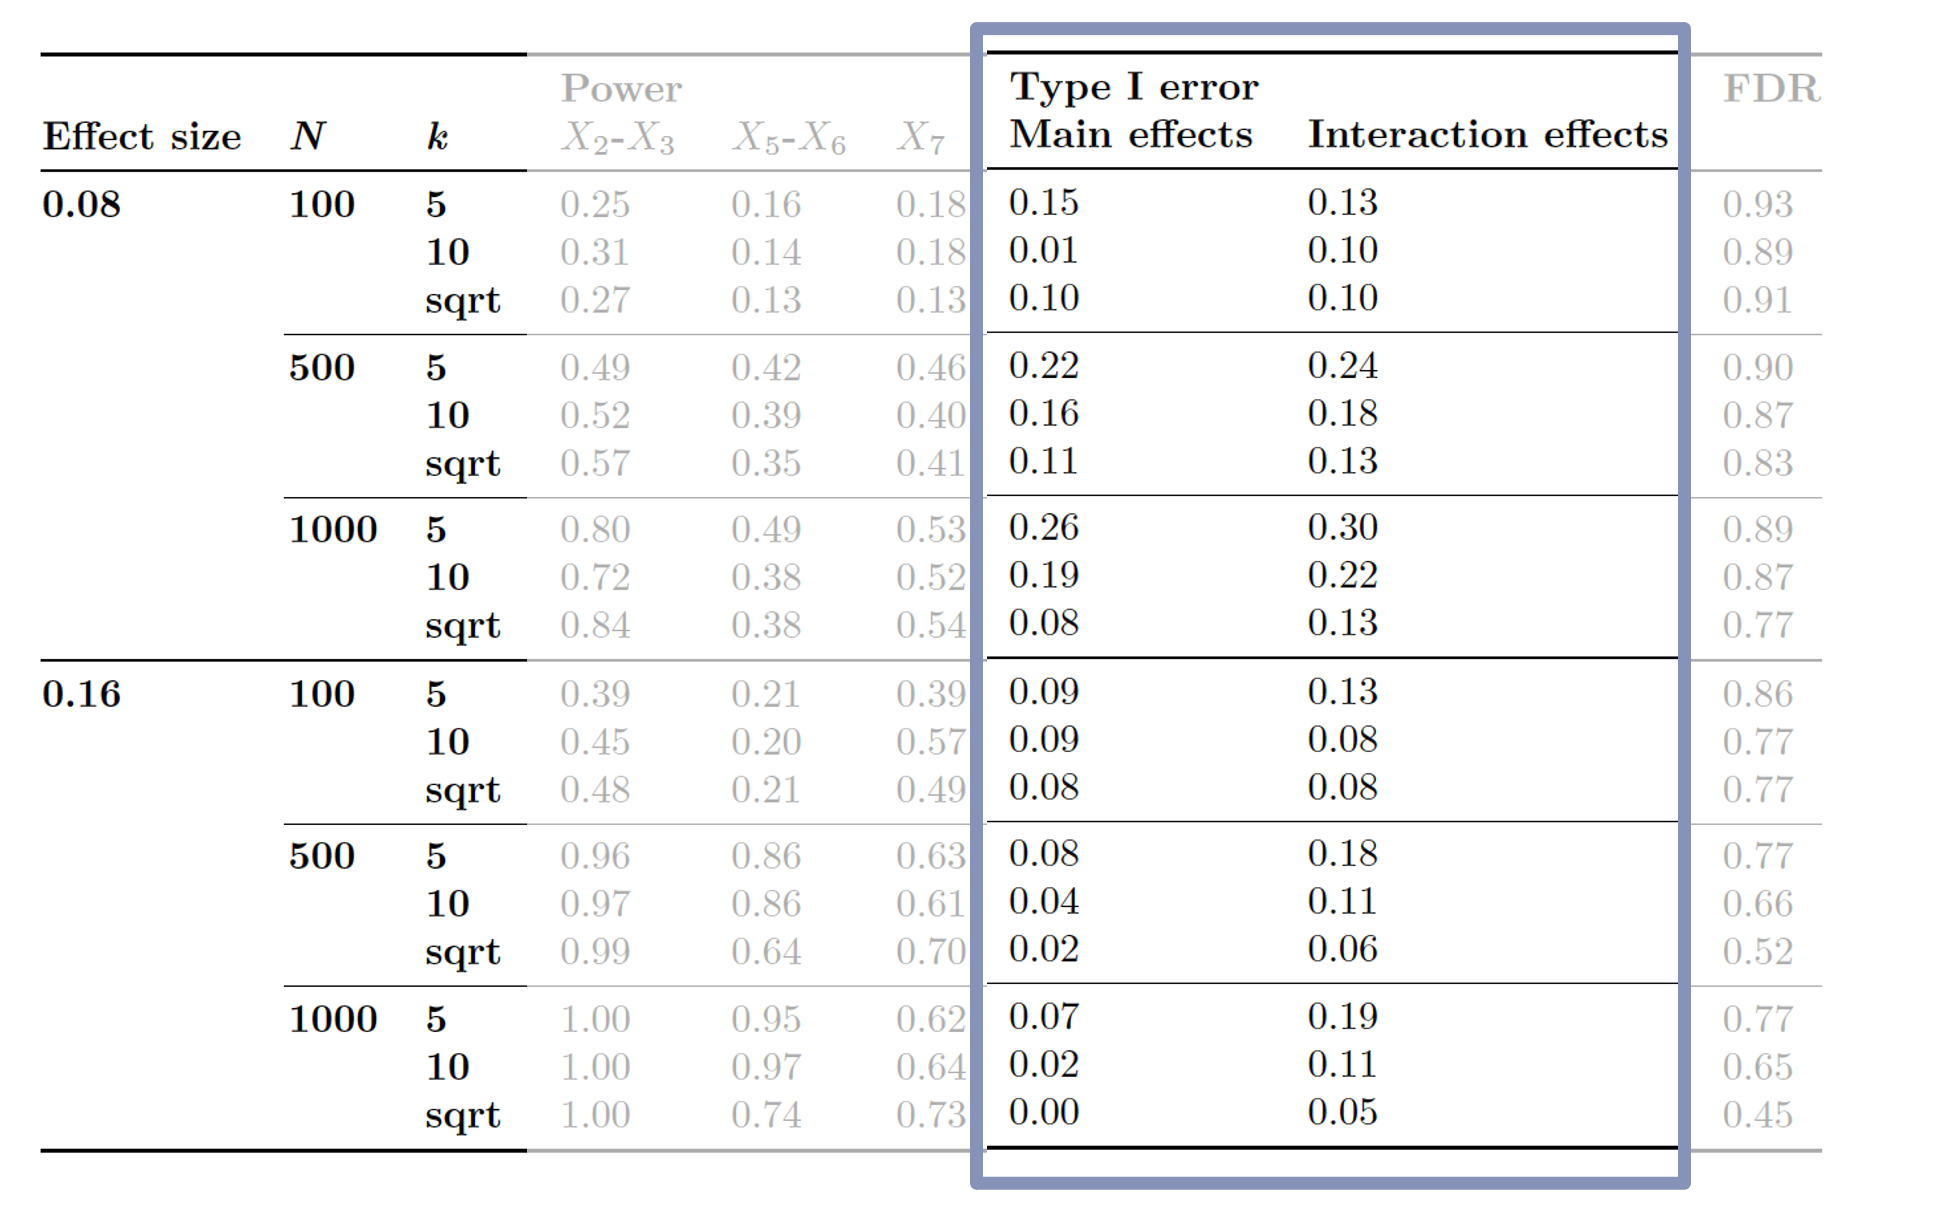 Power Type I error FDR
Effect size N k X₂-X₃ X₅-X₆ X₇ Main effects Interaction effects
0.08 100 5 0.25 0.16 0.18 0.15 0.13 0.93
10 0.31 0.14 0.18 0.01 0.10 0.89
sqrt 0.27 0.13 0.13 0.10 0.10 0.91
500 5 0.49 0.42 0.46 0.22 0.24 0.90
10 0.52 0.39 0.40 0.16 0.18 0.87
sqrt 0.57 0.35 0.41 0.11 0.13 0.83
1000 5 0.80 0.49 0.53 0.26 0.30 0.89
10 0.72 0.38 0.52 0.19 0.22 0.87
sqrt 0.84 0.38 0.54 0.08 0.13 0.77
0.16 100 5 0.39 0.21 0.39 0.09 0.13 0.86
10 0.45 0.20 0.57 0.09 0.08 0.77
sqrt 0.48 0.21 0.49 0.08 0.08 0.77
500 5 0.96 0.86 0.63 0.08 0.18 0.77
10 0.97 0.86 0.61 0.04 0.11 0.66
sqrt 0.99 0.64 0.70 0.02 0.06 0.52
1000 5 1.00 0.95 0.62 0.07 0.19 0.77
10 1.00 0.97 0.64 0.02 0.11 0.65
sqrt 1.00 0.74 0.73 0.00 0.05 0.45